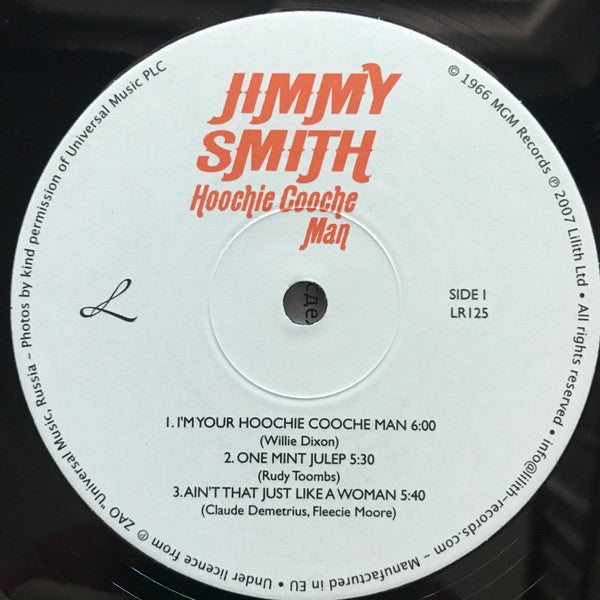 JIMMY
SMITH
Hoochie Cooche
Man
SIDE 1
LR125
1. I'M YOUR HOOCHIE COOCHE MAN 6:00
(Willie Dixon)
2. ONE MINT JULEP 5:30
(Rudy Toombs)
3. AIN'T THAT JUST LIKE A WOMAN 5:40
(Claude Demetrius, Fleecie Moore)
© 1966 MGM Records ℗ 2007 Lilith Ltd • All rights reserved • info@lilith-records.com – Manufactured in EU • Under licence from ℗ ZAO "Universal Music, Russia – Photos by kind permission of Universal Music PLC